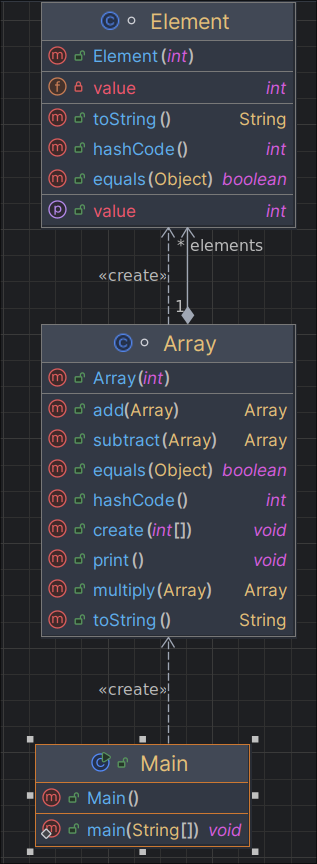 Element
Element(int)
value int
toString() String
hashCode() int
equals(Object) boolean
value int
* elements
«create»
1
Array
Array(int)
add(Array) Array
subtract(Array) Array
equals(Object) boolean
hashCode() int
create(int[]) void
print() void
multiply(Array) Array
toString() String
«create»
Main
Main()
main(String[]) void